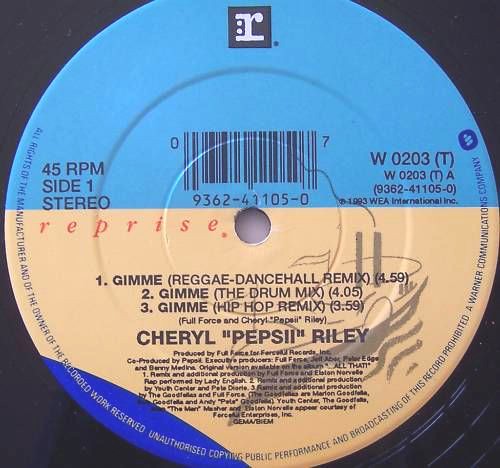 r
0 7
9362-41105-0
45 RPM
SIDE 1
STEREO
W 0203 (T)
W 0203 (T) A
(9362-41105-0)
℗ 1993 WEA International Inc.
reprise
1. GIMME (REGGAE-DANCEHALL REMIX) (4.59)
2. GIMME (THE DRUM MIX) (4.05)
3. GIMME (HIP HOP REMIX) (3.59)
(Full Force and Cheryl "Pepsii" Riley)
CHERYL "PEPSII" RILEY
Produced by Full Force for Forceful Records, Inc.
Co-Produced by Pepsii. Executive producers: Full Force, Jeff Aber, Peter Edge
and Benny Medina. Original version available on the album "...ALL THAT!"
1. Remix and additional production by Full Force and Elston Norvelle
Rap performed by Lady English. 2. Remix and additional production
by Youth Center and Pete Diorie. 3. Remix and additional production
by The Goodfellas and Full Force. (The Goodfellas are Marlon Goodfella,
Goodfella and Andy "Pete" Goodfella). Youth Center, Goodfella,
"The Man" Masher and Elston Norvelle appear courtesy of
Forceful Enterprises, Inc.
GEMA/BIEM
ALL RIGHTS OF THE MANUFACTURER AND OF THE OWNER OF THE RECORDED WORK RESERVED UNAUTHORISED COPYING PUBLIC PERFORMANCE AND BROADCASTING OF THIS RECORD PROHIBITED. A WARNER COMMUNICATIONS COMPANY